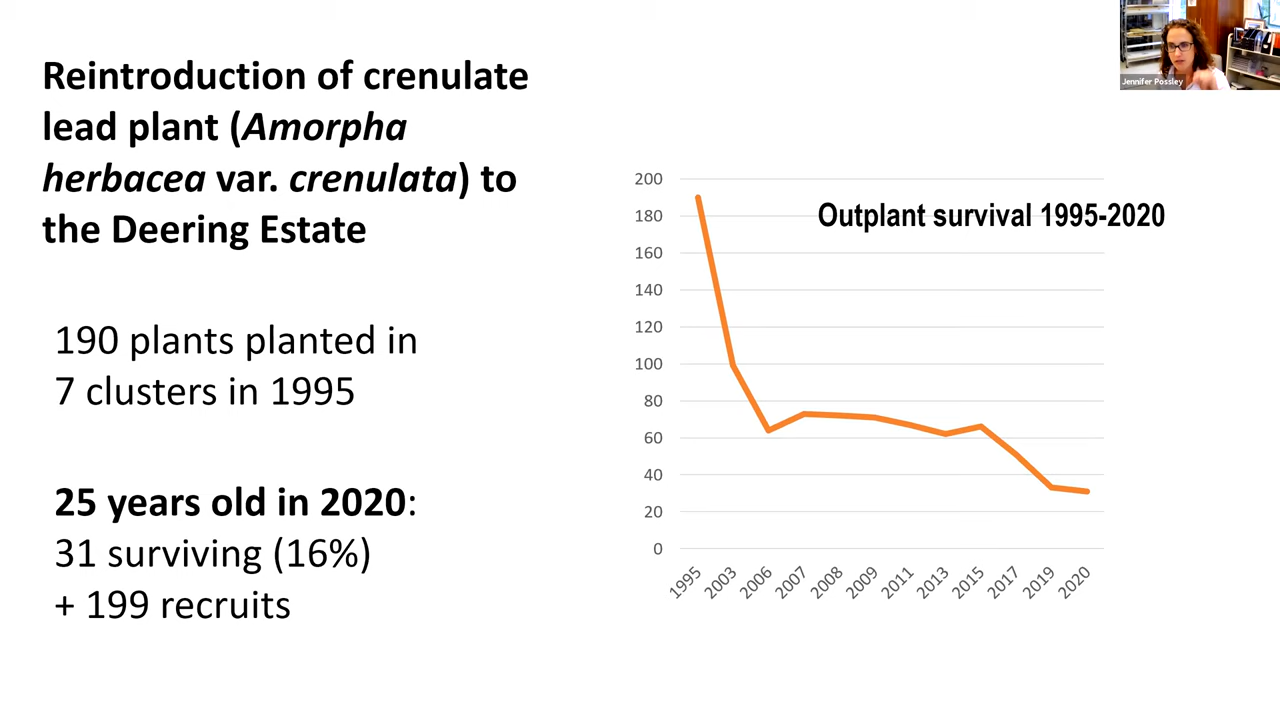 Reintroduction of crenulate
lead plant (Amorpha
herbacea var. crenulata) to
the Deering Estate
190 plants planted in
7 clusters in 1995
25 years old in 2020:
31 surviving (16%)
+ 199 recruits
Jennifer Possley
Outplant survival 1995-2020
200
180
160
140
120
100
80
60
40
20
0
1995
2003
2006
2007
2008
2009
2011
2013
2015
2017
2019
2020